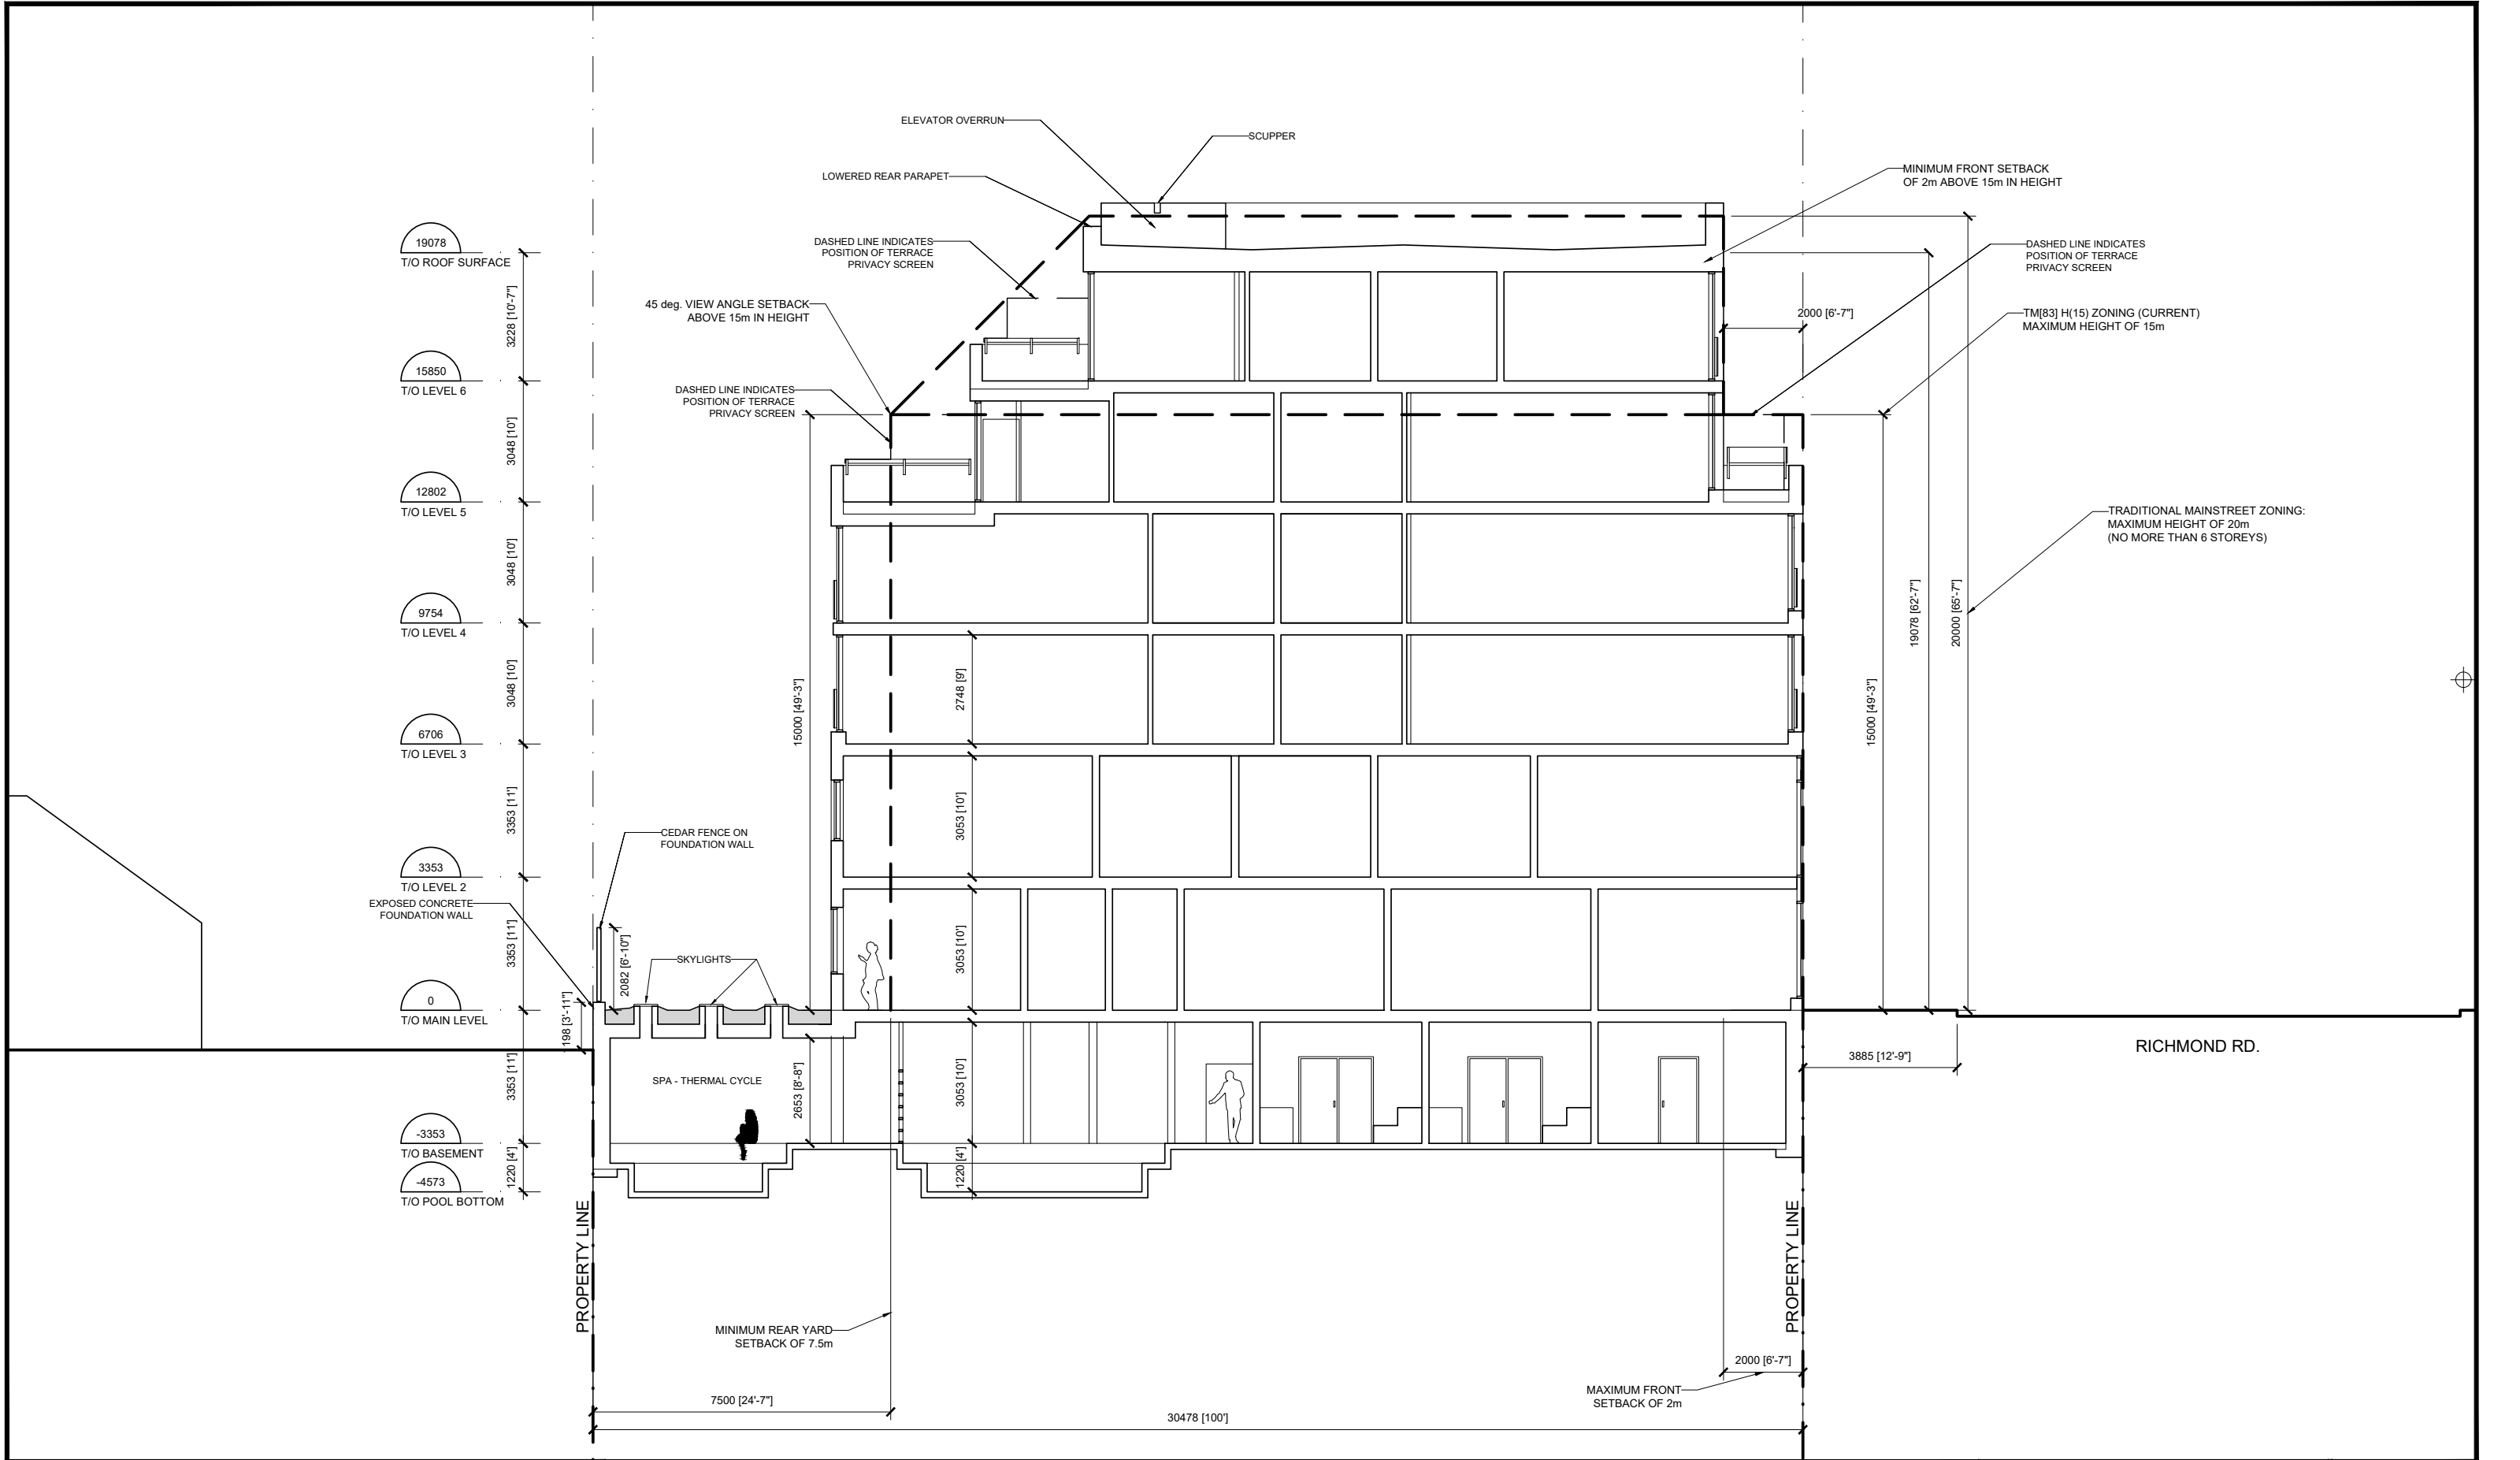 ELEVATOR OVERRUN
SCUPPER
LOWERED REAR PARAPET
MINIMUM FRONT SETBACK
OF 2m ABOVE 15m IN HEIGHT
DASHED LINE INDICATES
POSITION OF TERRACE
PRIVACY SCREEN
DASHED LINE INDICATES
POSITION OF TERRACE
PRIVACY SCREEN
45 deg. VIEW ANGLE SETBACK
ABOVE 15m IN HEIGHT
2000 [6'-7"]
TM[83] H(15) ZONING (CURRENT)
MAXIMUM HEIGHT OF 15m
DASHED LINE INDICATES
POSITION OF TERRACE
PRIVACY SCREEN
TRADITIONAL MAINSTREET ZONING:
MAXIMUM HEIGHT OF 20m
(NO MORE THAN 6 STOREYS)
19078
T/O ROOF SURFACE
3228 [10'-7"]
15850
T/O LEVEL 6
3048 [10']
12802
T/O LEVEL 5
3048 [10']
9754
T/O LEVEL 4
3048 [10']
6706
T/O LEVEL 3
3353 [11']
3353
T/O LEVEL 2
3353 [11']
0
T/O MAIN LEVEL
3353 [11']
-3353
T/O BASEMENT
1220 [4']
-4573
T/O POOL BOTTOM
EXPOSED CONCRETE
FOUNDATION WALL
CEDAR FENCE ON
FOUNDATION WALL
2082 [6'-10"]
1198 [3'-11"]
SKYLIGHTS
SPA - THERMAL CYCLE
15000 [49'-3"]
2653 [8'-8"]
2748 [9']
3053 [10']
3053 [10']
3053 [10']
1220 [4']
15000 [49'-3"]
19078 [62'-7"]
20000 [65'-7"]
3885 [12'-9"]
RICHMOND RD.
PROPERTY LINE
PROPERTY LINE
MINIMUM REAR YARD
SETBACK OF 7.5m
7500 [24'-7"]
30478 [100']
2000 [6'-7"]
MAXIMUM FRONT
SETBACK OF 2m